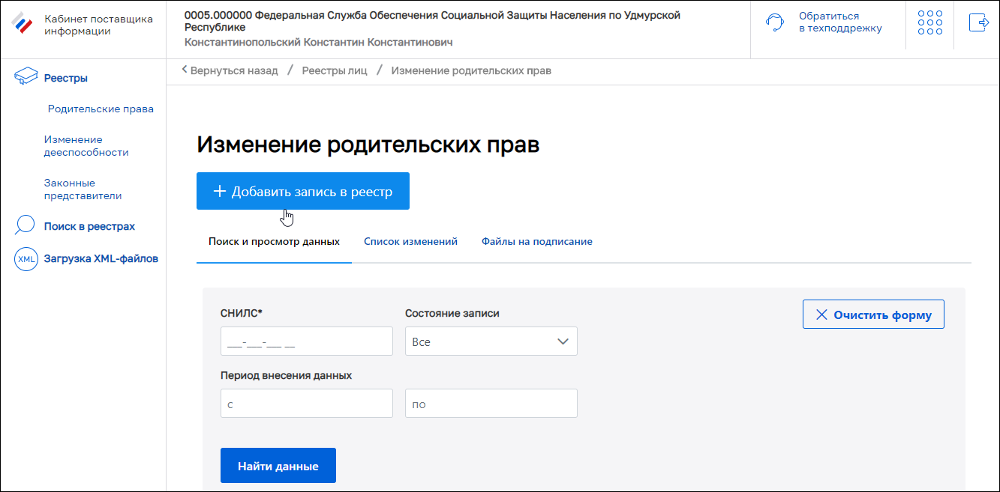 Кабинет поставщика
информации
0005.000000 Федеральная Служба Обеспечения Социальной Защиты Населения по Удмурской
Республике
Константинопольский Константин Константинович
Обратиться
в техподдрежку
Реестры
Родительские права
Изменение
дееспособности
Законные
представители
Поиск в реестрах
XML Загрузка XML-файлов
Вернуться назад / Реестры лиц / Изменение родительских прав
Изменение родительских прав
Добавить запись в реестр
Поиск и просмотр данных Список изменений Файлы на подписание
СНИЛС* Состояние записи
Очистить форму
___-___-___ __ Все
Период внесения данных
с по
Найти данные